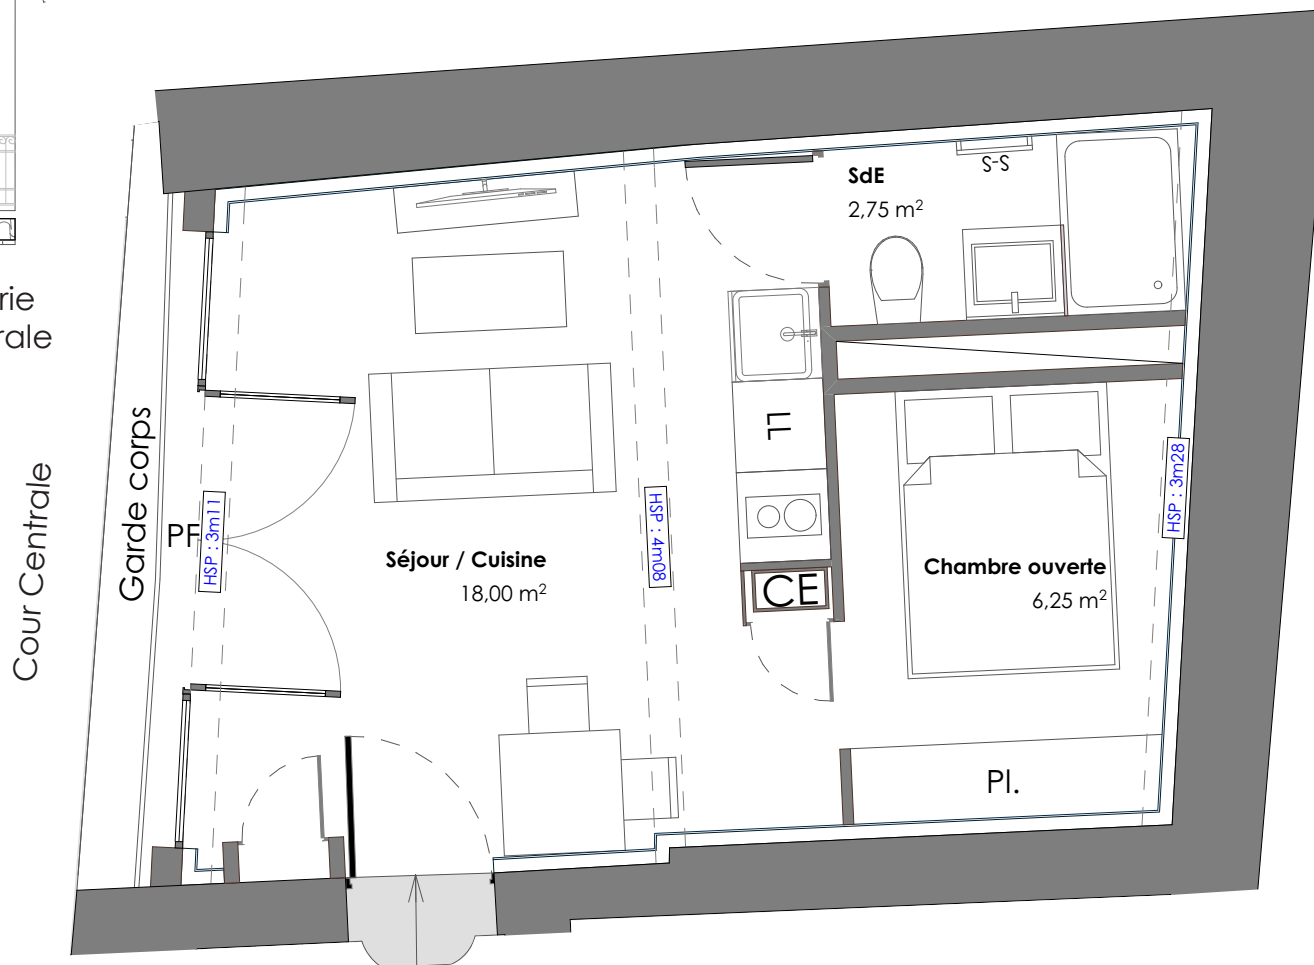 SdE
2,75 m²
S-S
rie
rale
Garde corps
Cour Centrale
PF
HSP : 3m11
LL
HSP : 4m08
HSP : 3m28
Séjour / Cuisine
18,00 m²
CE
Chambre ouverte
6,25 m²
Pl.